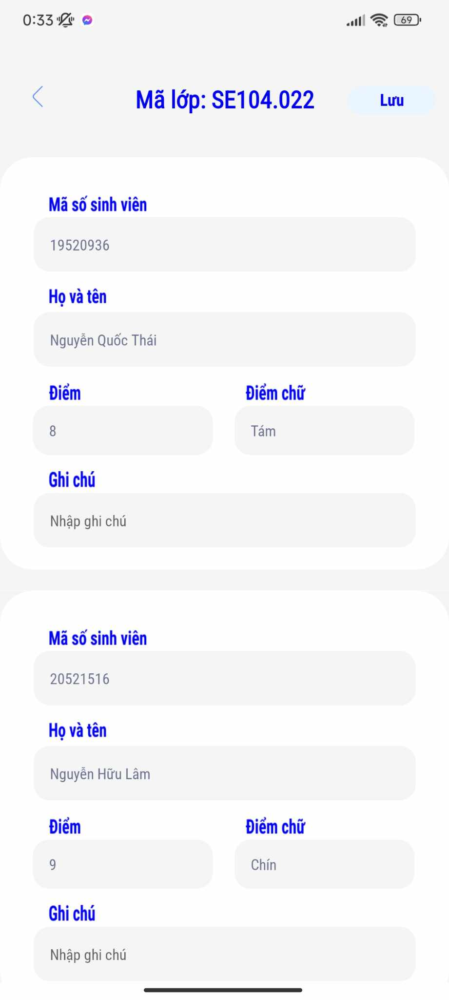 0:33
69
Mã lớp: SE104.022
Lưu
Mã số sinh viên
19520936
Họ và tên
Nguyễn Quốc Thái
Điểm
Điểm chữ
8
Tám
Ghi chú
Nhập ghi chú
Mã số sinh viên
20521516
Họ và tên
Nguyễn Hữu Lâm
Điểm
Điểm chữ
9
Chín
Ghi chú
Nhập ghi chú